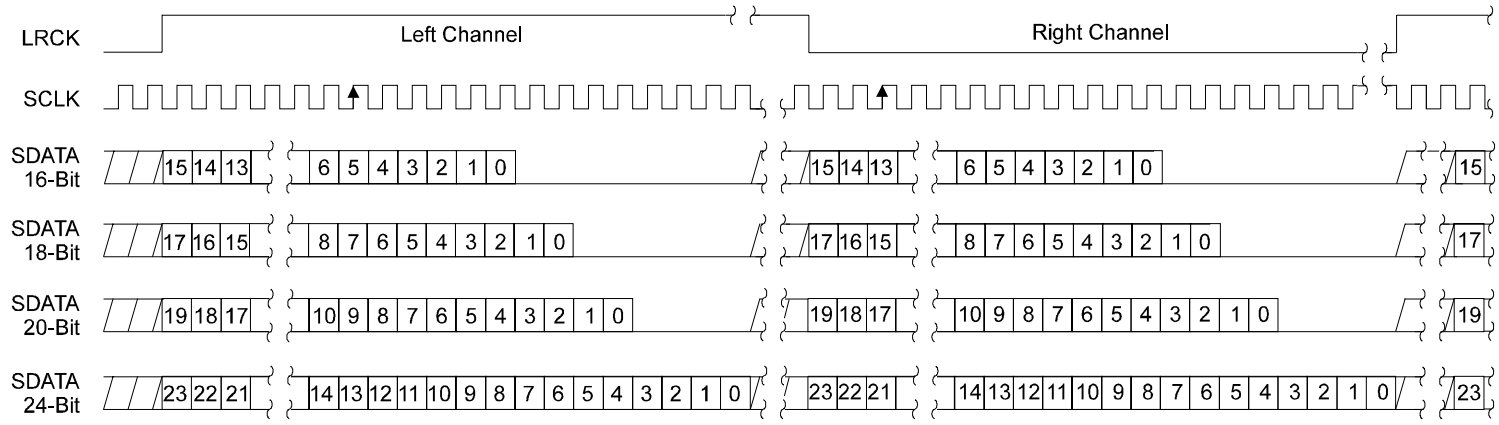 LRCK Left Channel Right Channel
SCLK
SDATA 15 14 13 6 5 4 3 2 1 0 15 14 13 6 5 4 3 2 1 0 15
16-Bit
SDATA 17 16 15 8 7 6 5 4 3 2 1 0 17 16 15 8 7 6 5 4 3 2 1 0 17
18-Bit
SDATA 19 18 17 10 9 8 7 6 5 4 3 2 1 0 19 18 17 10 9 8 7 6 5 4 3 2 1 0 19
20-Bit
SDATA 23 22 21 14 13 12 11 10 9 8 7 6 5 4 3 2 1 0 23 22 21 14 13 12 11 10 9 8 7 6 5 4 3 2 1 0 23
24-Bit